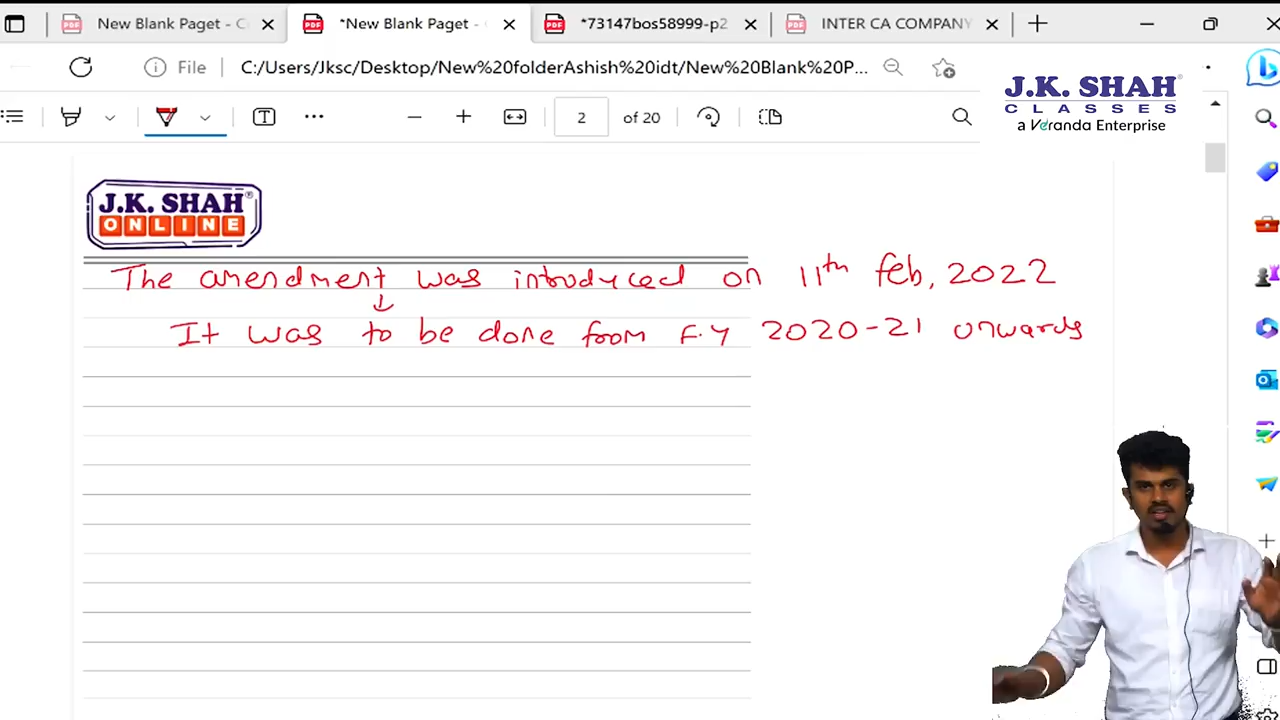 New Blank Paget - C
*New Blank Paget -
*73147bos58999-p2
INTER CA COMPANY
File
C:/Users/Jksc/Desktop/New%20folderAshish%20idt/New%20Blank%20P...
J.K. SHAH
CLASSES
a Veranda Enterprise
2 of 20
J.K. SHAH
ONLINE
The amendment was introduced on 11th Feb, 2022
It was to be done from F.Y 2020-21 onwards